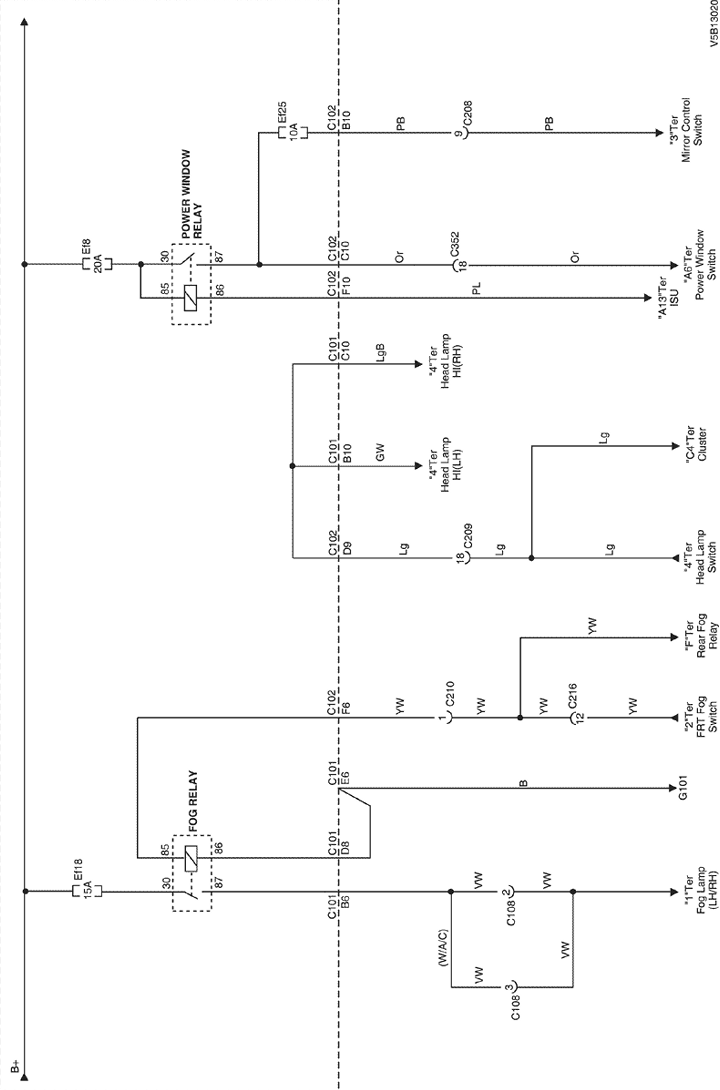 B+
Ef18
15A
FOG RELAY
30
87
85
86
C101
B6
C101
D8
C101
E6
C102
F6
(W/A/C)
VW
C108
3
VW
VW
C108
2
VW
"1"Ter
Fog Lamp
(LH/RH)
B
G101
YW
1
C210
YW
YW
C216
12
YW
"2"Ter
FRT Fog
Switch
YW
"F"Ter
Rear Fog
Relay
C102
D9
Lg
18
C209
Lg
Lg
"4"Ter
Head Lamp
Switch
Lg
"C4"Ter
Cluster
C101
B10
GW
"4"Ter
Head Lamp
HI(LH)
C101
C10
LgB
"4"Ter
Head Lamp
HI(RH)
Ef8
20A
POWER WINDOW
RELAY
85
86
30
87
C102
F10
PL
"A13"Ter
ISU
C102
C10
Or
C352
18
Or
"A6"Ter
Power Window
Switch
Ef25
10A
C102
B10
PB
9
C208
PB
"3"Ter
Mirror Control
Switch
V5B13020